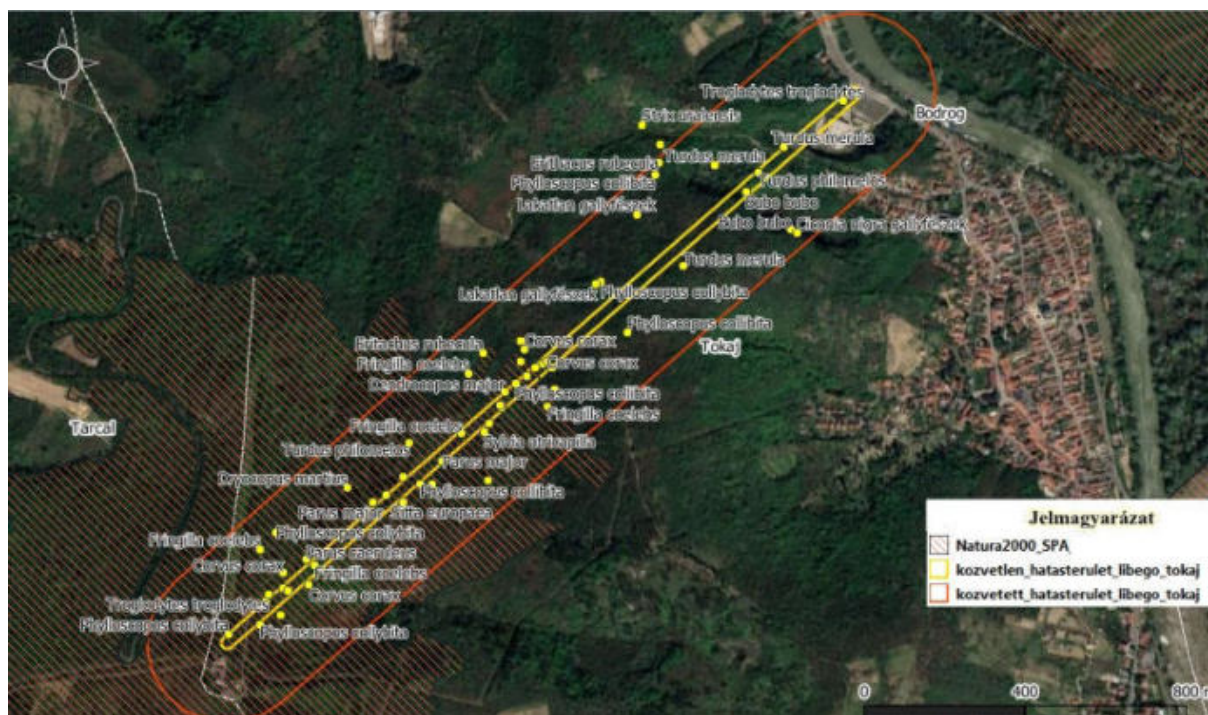 Troglodytes troglodytes
Bodrog
Strix uralensis
Turdus merula
Turdus merula
Erithacus rubecula
Phylloscopus collibita
Turdus philomelos
Lakatlan gallyfészek
Bubo bubo
Bubo bubo
Ciconia nigra gallyfészek
Turdus merula
Lakatlan gallyfészek
Phylloscopus collybita
Phylloscopus collibita
Tokaj
Corvus corax
Eritachus rubecula
Fringilla coelebs
Corvus corax
Dendrocopos major
Phylloscopus collibita
Fringilla coelebs
Tarcal
Fringilla coelebs
Turdus philomelos
Sylvia atricapilla
Parus major
Dryocopus martius
Phylloscopus collibita
Parus major
Sitta europaea
Phylloscopus collybita
Fringilla coelebs
Parus caeruleus
Corvus corax
Fringilla coelebs
Corvus corax
Troglodytes troglodytes
Phylloscopus collybita
Phylloscopus collybita
Jelmagyarázat
Natura2000_SPA
kozvetlen_hatasterulet_libego_tokaj
kozvetett_hatasterulet_libego_tokaj
0 400 800 m